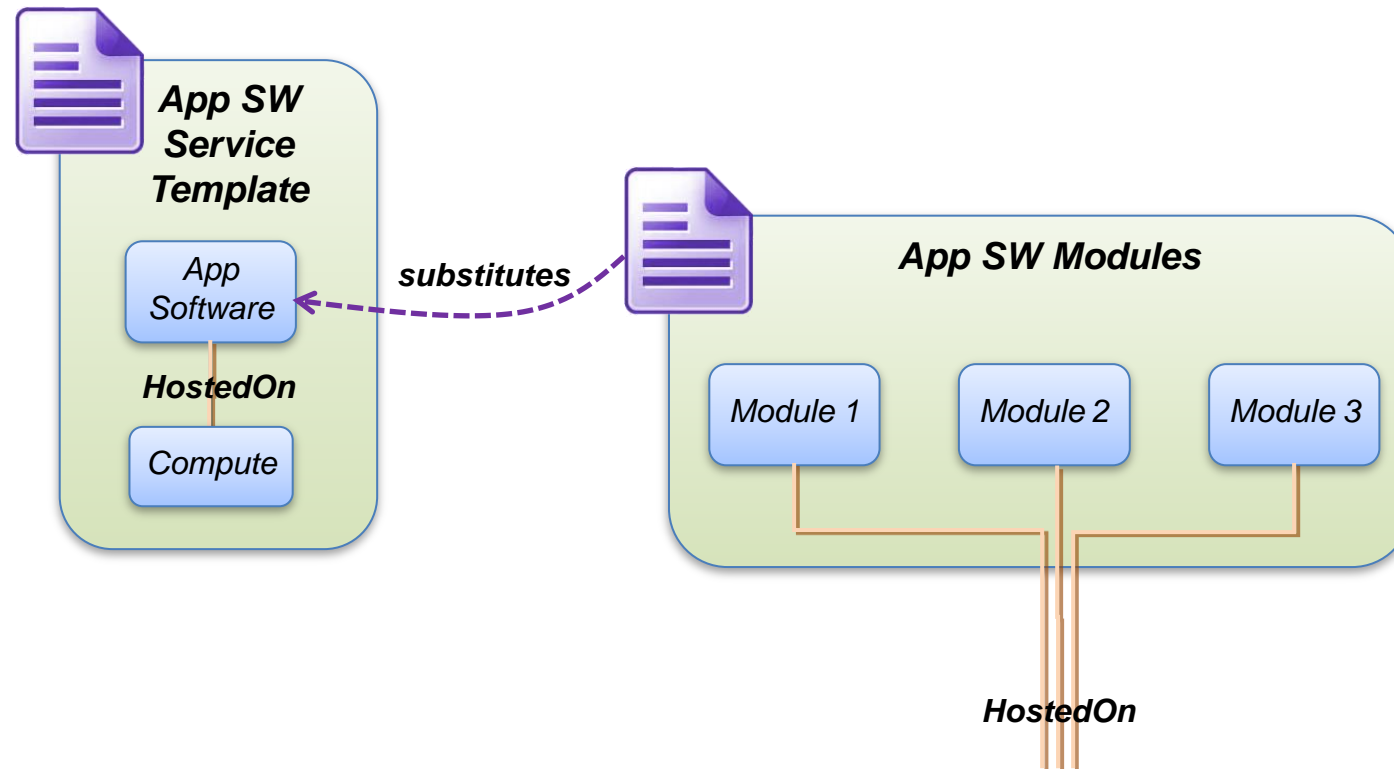 App SW
Service
Template
App
Software
HostedOn
Compute
substitutes
App SW Modules
Module 1
Module 2
Module 3
HostedOn